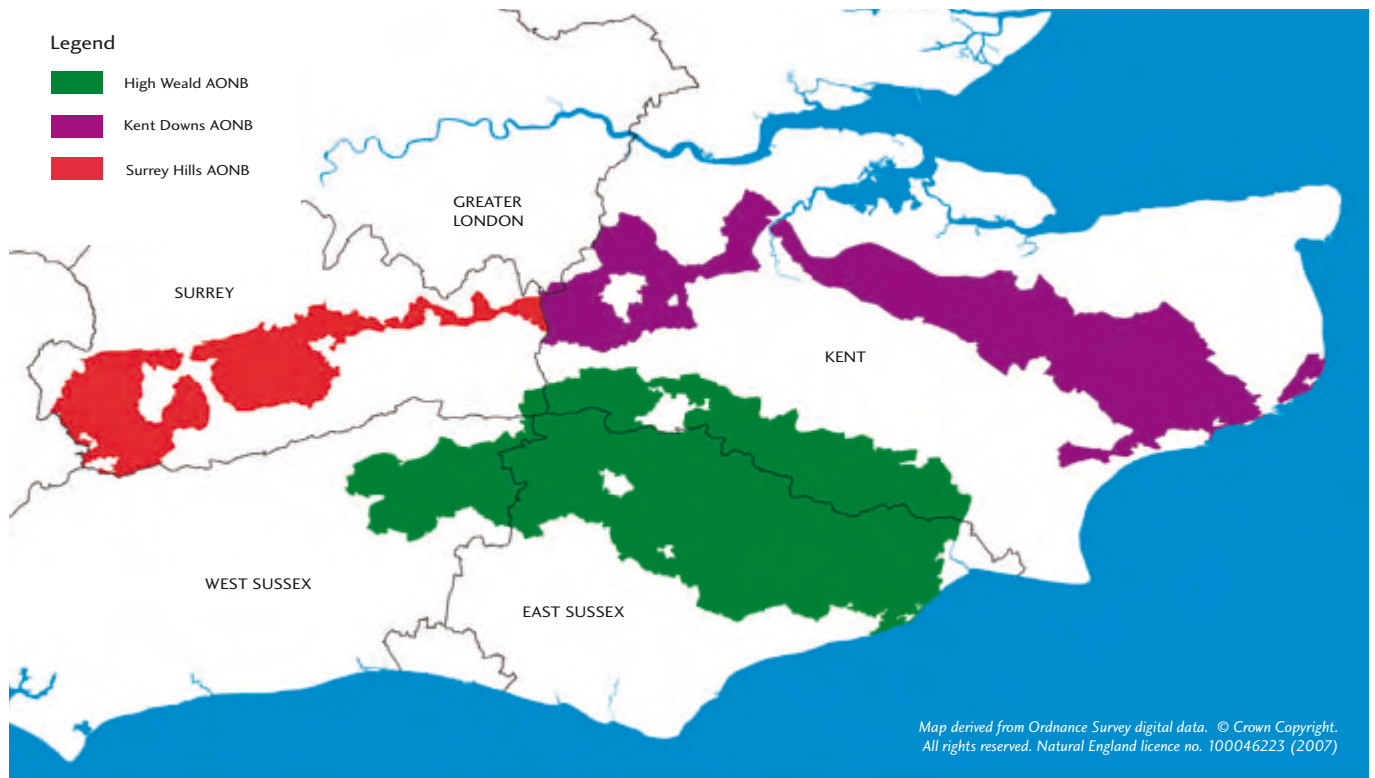 Legend
High Weald AONB
Kent Downs AONB
Surrey Hills AONB
GREATER
LONDON
SURREY
KENT
WEST SUSSEX
EAST SUSSEX
Map derived from Ordnance Survey digital data. © Crown Copyright.
All rights reserved. Natural England licence no. 100046223 (2007)